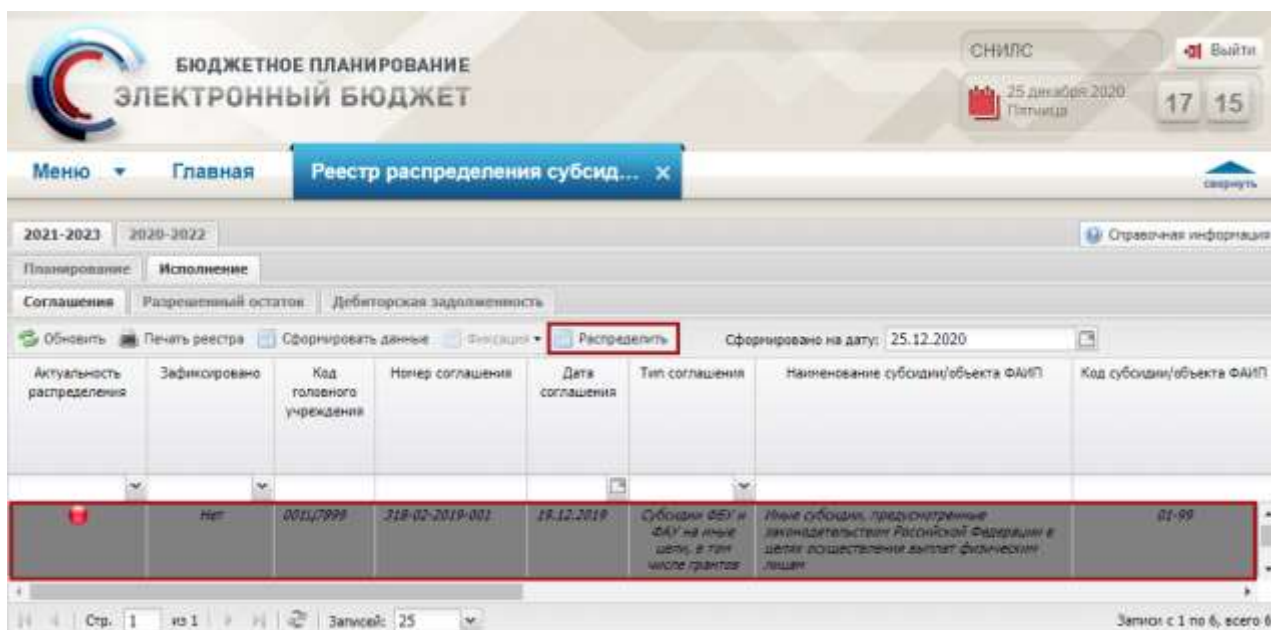 СНИЛС
Выйти
БЮДЖЕТНОЕ ПЛАНИРОВАНИЕ
ЭЛЕКТРОННЫЙ БЮДЖЕТ
25 декабря 2020
Пятница
17 15
Меню Главная Реестр распределения субсид... ×
свернуть
2021-2023 2020-2022 Справочная информация
Планирование Исполнение
Соглашения Разрешенный остаток Дебиторская задолженность
Обновить Печать реестра Сформировать данные Фиксация Распределить Сформировано на дату: 25.12.2020
Актуальность распределения Зафиксировано Код головного учреждения Номер соглашения Дата соглашения Тип соглашения Наименование субсидии/объекта ФАИП Код субсидии/объекта ФАИП
Нет 001Ц7999 318-02-2019-001 19.12.2019 Субсидии ФБУ и ФАУ на иные цели, в том числе грантов Иные субсидии, предусмотренные законодательством Российской Федерации в целях осуществления выплат физическим лицам 01-99
Стр. 1 из 1 Записей: 25 Записи с 1 по 6, всего 6